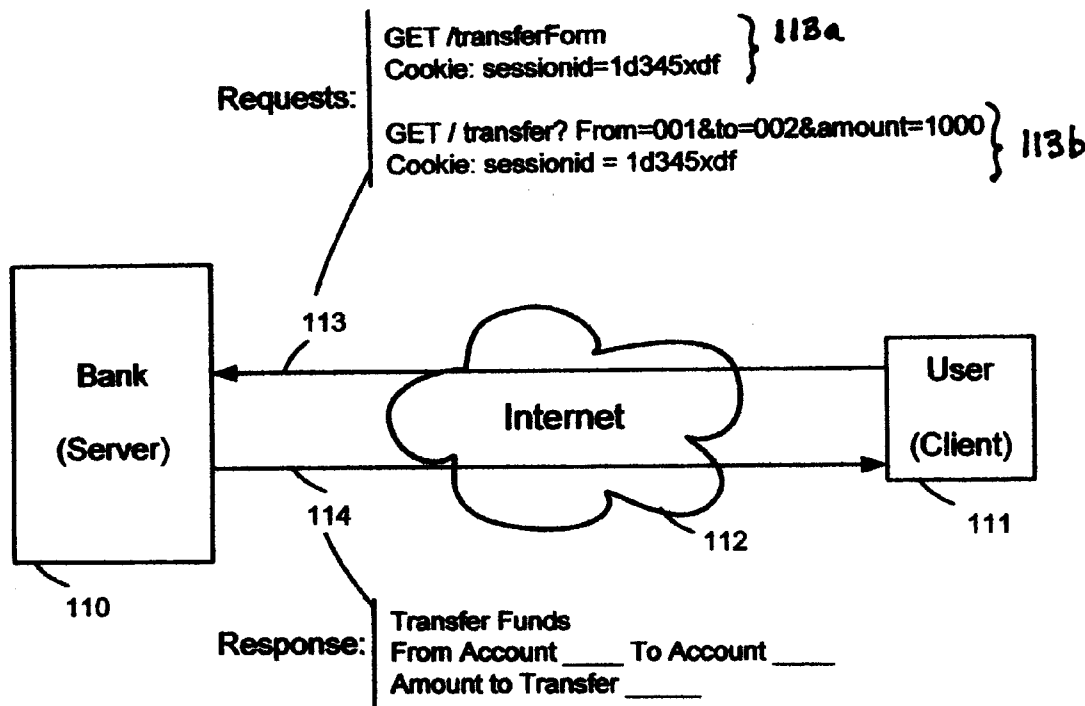 GET /transferForm
Cookie: sessionid=1d345xdf
113a
Requests:
GET / transfer? From=001&to=002&amount=1000
Cookie: sessionid = 1d345xdf
113b
113
Bank
(Server)
Internet
User
(Client)
114
112
111
110
Response:
Transfer Funds
From Account ____ To Account ____
Amount to Transfer _____